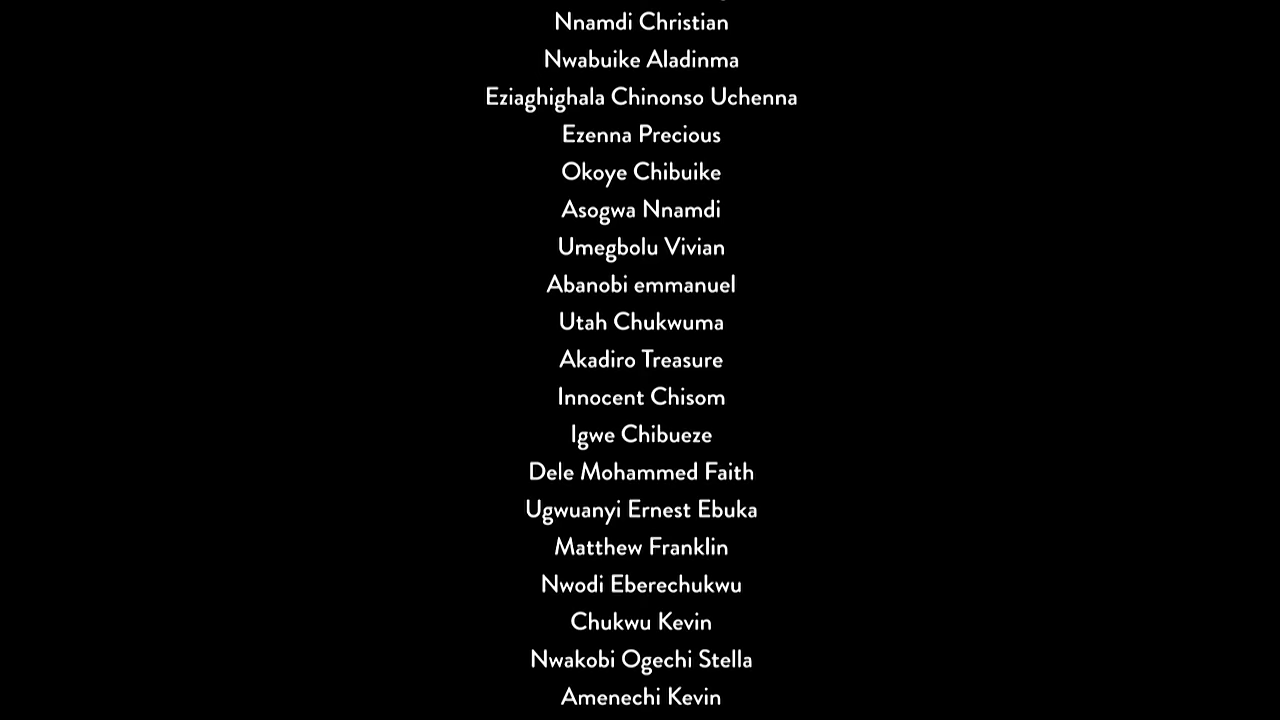 Nnamdi Christian
Nwabuike Aladinma
Eziaghighala Chinonso Uchenna
Ezenna Precious
Okoye Chibuike
Asogwa Nnamdi
Umegbolu Vivian
Abanobi emmanuel
Utah Chukwuma
Akadiro Treasure
Innocent Chisom
Igwe Chibueze
Dele Mohammed Faith
Ugwuanyi Ernest Ebuka
Matthew Franklin
Nwodi Eberechukwu
Chukwu Kevin
Nwakobi Ogechi Stella
Amenechi Kevin